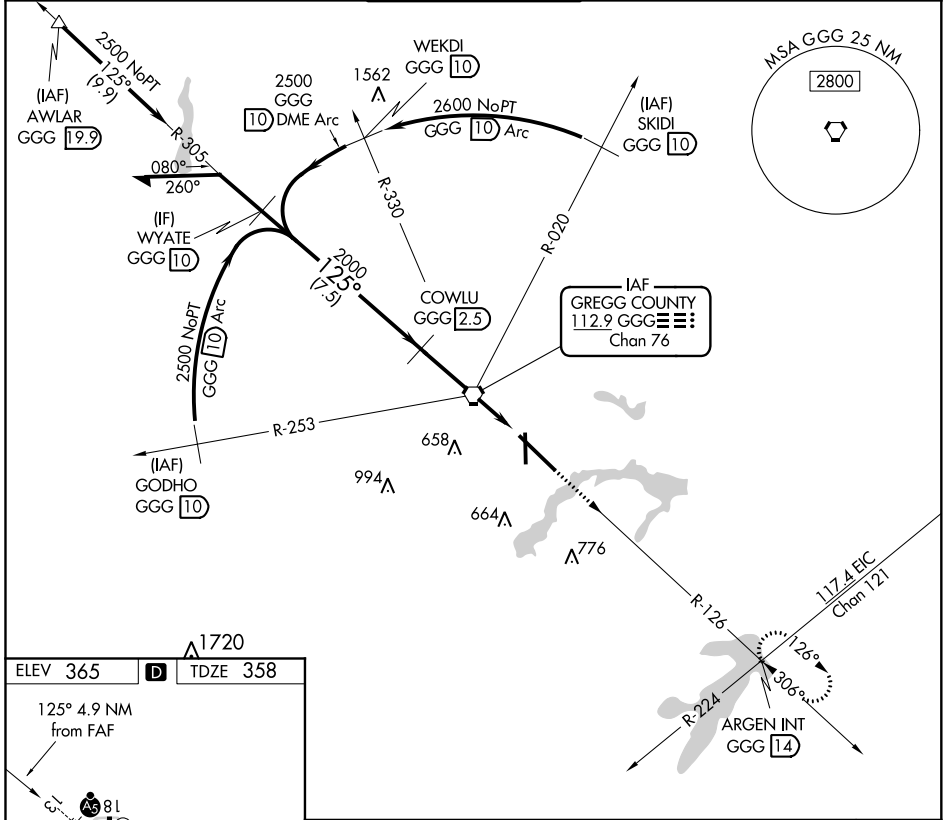 2500 NoPT
125°
(9.9)
(IAF)
AWLAR
GGG 19.9
R-305
080°
260°
(IF)
WYATE
GGG 10
2500
GGG
10 DME Arc
1562
WEKDI
GGG 10
2600 NoPT
GGG 10 Arc
(IAF)
SKIDI
GGG 10
MSA GGG 25 NM
2800
R-330
R-020
2000
125°
(7.5)
COWLU
GGG 2.5
IAF
GREGG COUNTY
112.9 GGG
Chan 76
2500 NoPT
GGG 10 Arc
R-253
(IAF)
GODHO
GGG 10
658
994
664
776
R-126
117.4 EIC
Chan 121
126°
306°
R-224
ARGEN INT
GGG 14
1720
ELEV 365
D
TDZE 358
125° 4.9 NM
from FAF
13
A5
18